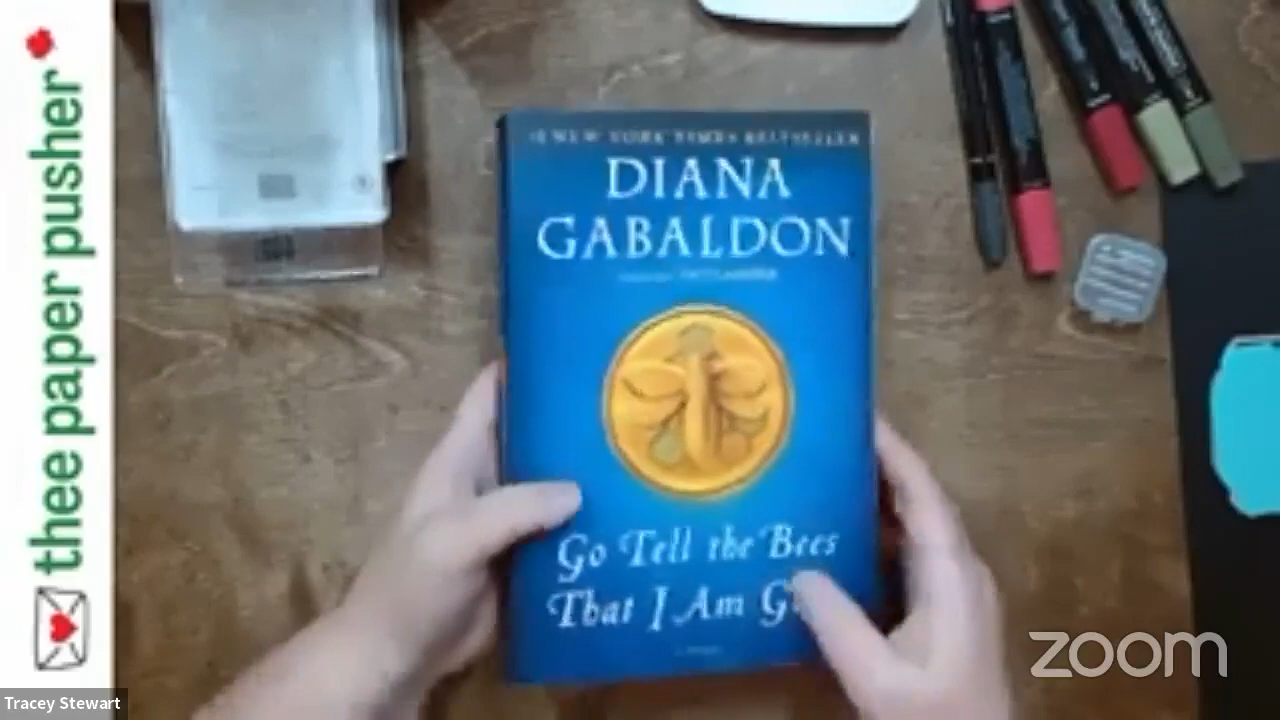 thee paper pusher
#1 NEW YORK TIMES BESTSELLER
DIANA
GABALDON
Go Tell the Bees
That I Am G
zoom
Tracey Stewart